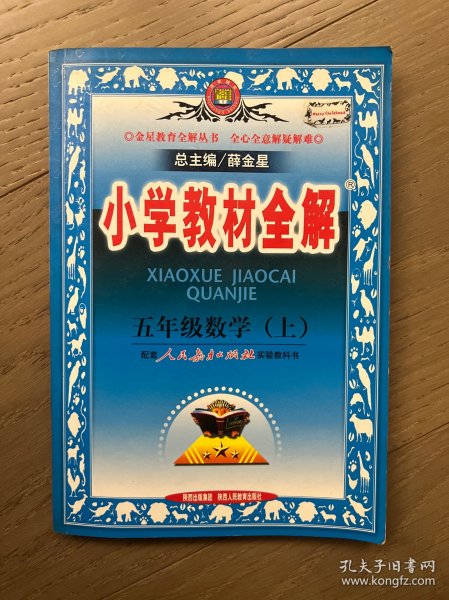 Merry Christmas
◎金星教育全解丛书 全心全意解疑解难◎
总主编/薛金星
小学教材全解®
XIAOXUE JIAOCAI
QUANJIE
五年级数学（上）
配套人民教育出版社实验教科书
陕西出版集团 陕西人民教育出版社
孔夫子旧书网
www.kongfz.com